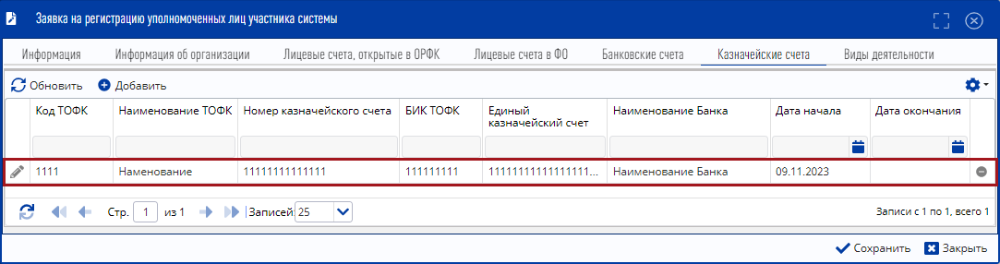 Заявка на регистрацию уполномоченных лиц участника системы
Информация Информация об организации Лицевые счета, открытые в ОРФК Лицевые счета в ФО Банковские счета Казначейские счета Виды деятельности
Обновить Добавить
Код ТОФК Наименование ТОФК Номер казначейского счета БИК ТОФК Единый казначейский счет Наименование Банка Дата начала Дата окончания
1111 Наменование 11111111111111 111111111 11111111111111111... Наименование Банка 09.11.2023
Стр. 1 из 1 Записей: 25 Записи с 1 по 1, всего 1
Сохранить Закрыть